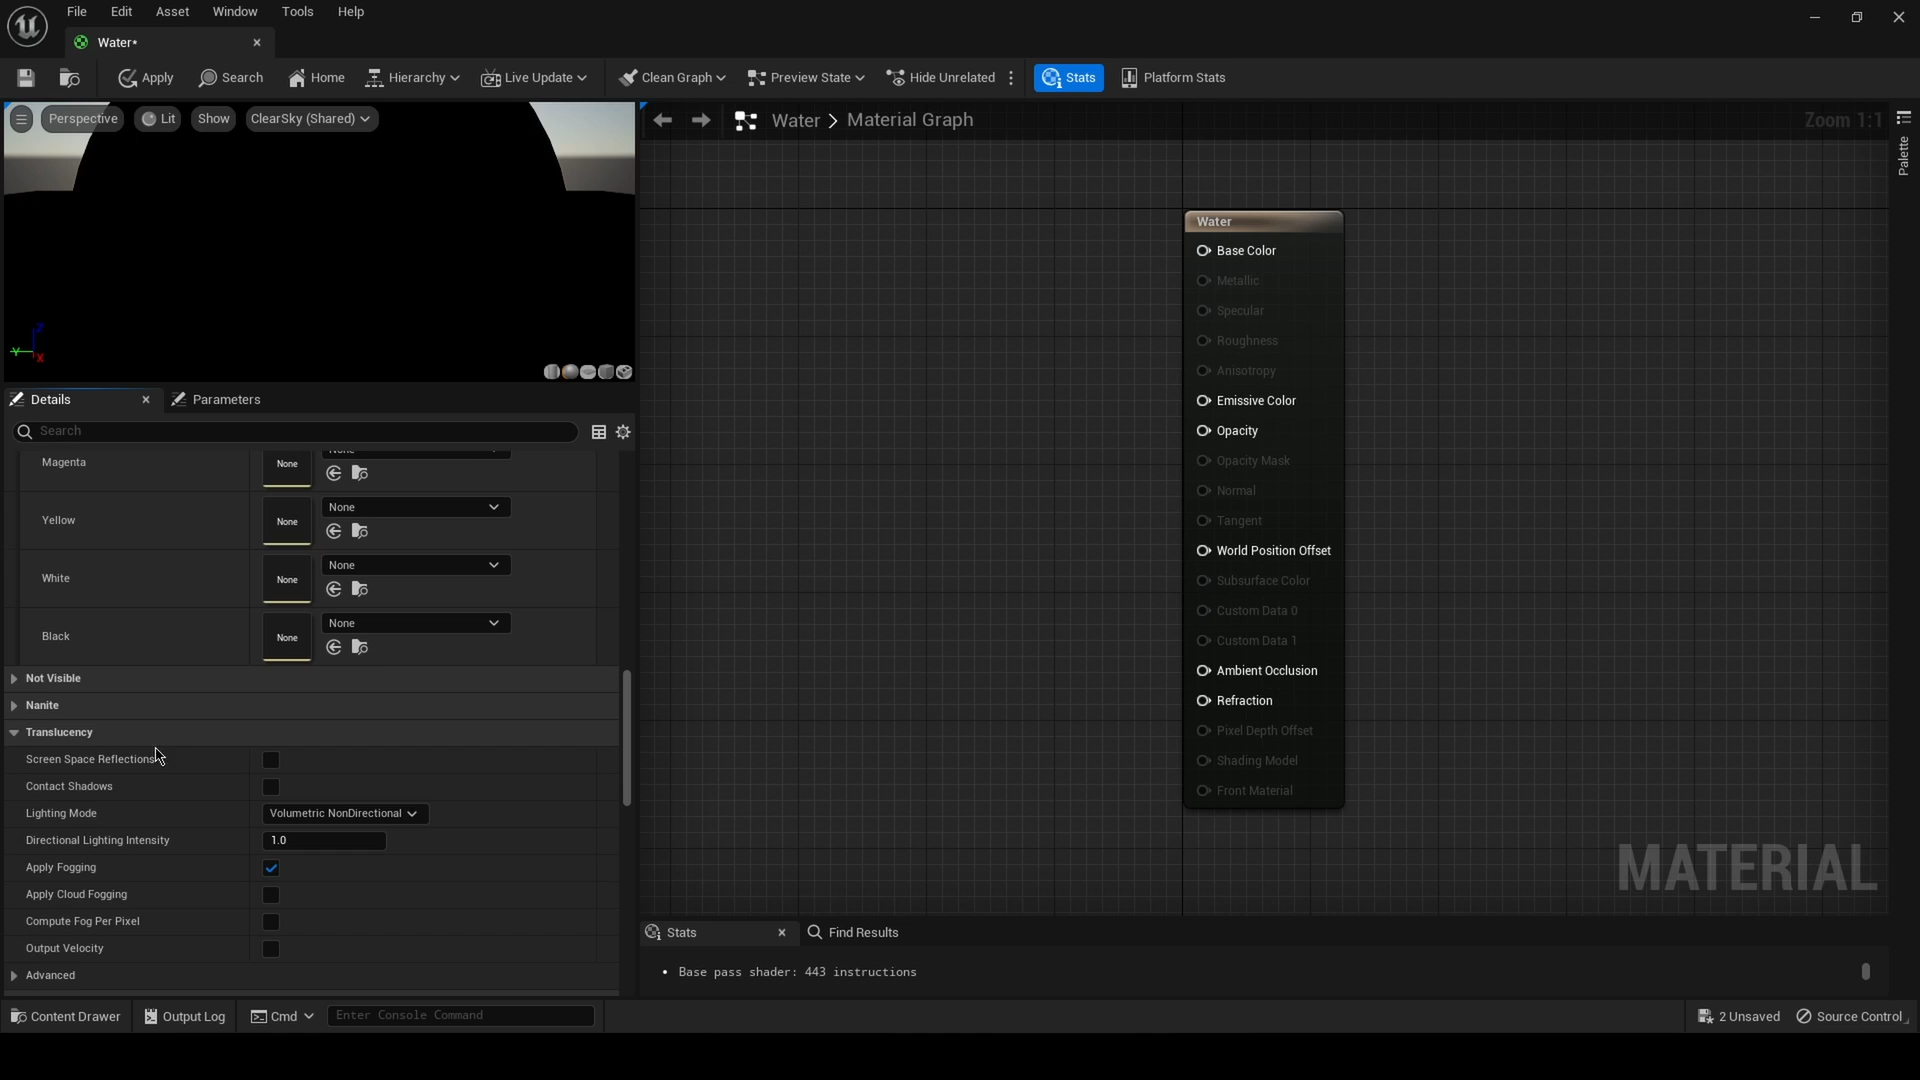 File Edit Asset Window Tools Help
Water*
Apply Search Home Hierarchy Live Update Clean Graph Preview State Hide Unrelated Stats Platform Stats
Perspective Lit Show ClearSky (Shared)
Z
Y
X
Details Parameters
Search
Magenta None None
Yellow None None
White None None
Black None None
Not Visible
Nanite
Translucency
Screen Space Reflections
Contact Shadows
Lighting Mode Volumetric NonDirectional
Directional Lighting Intensity 1.0
Apply Fogging
Apply Cloud Fogging
Compute Fog Per Pixel
Output Velocity
Advanced
Water > Material Graph Zoom 1:1
Palette
Water
Base Color
Metallic
Specular
Roughness
Anisotropy
Emissive Color
Opacity
Opacity Mask
Normal
Tangent
World Position Offset
Subsurface Color
Custom Data 0
Custom Data 1
Ambient Occlusion
Refraction
Pixel Depth Offset
Shading Model
Front Material
MATERIAL
Stats Find Results
• Base pass shader: 443 instructions
Content Drawer Output Log Cmd Enter Console Command 2 Unsaved Source Control